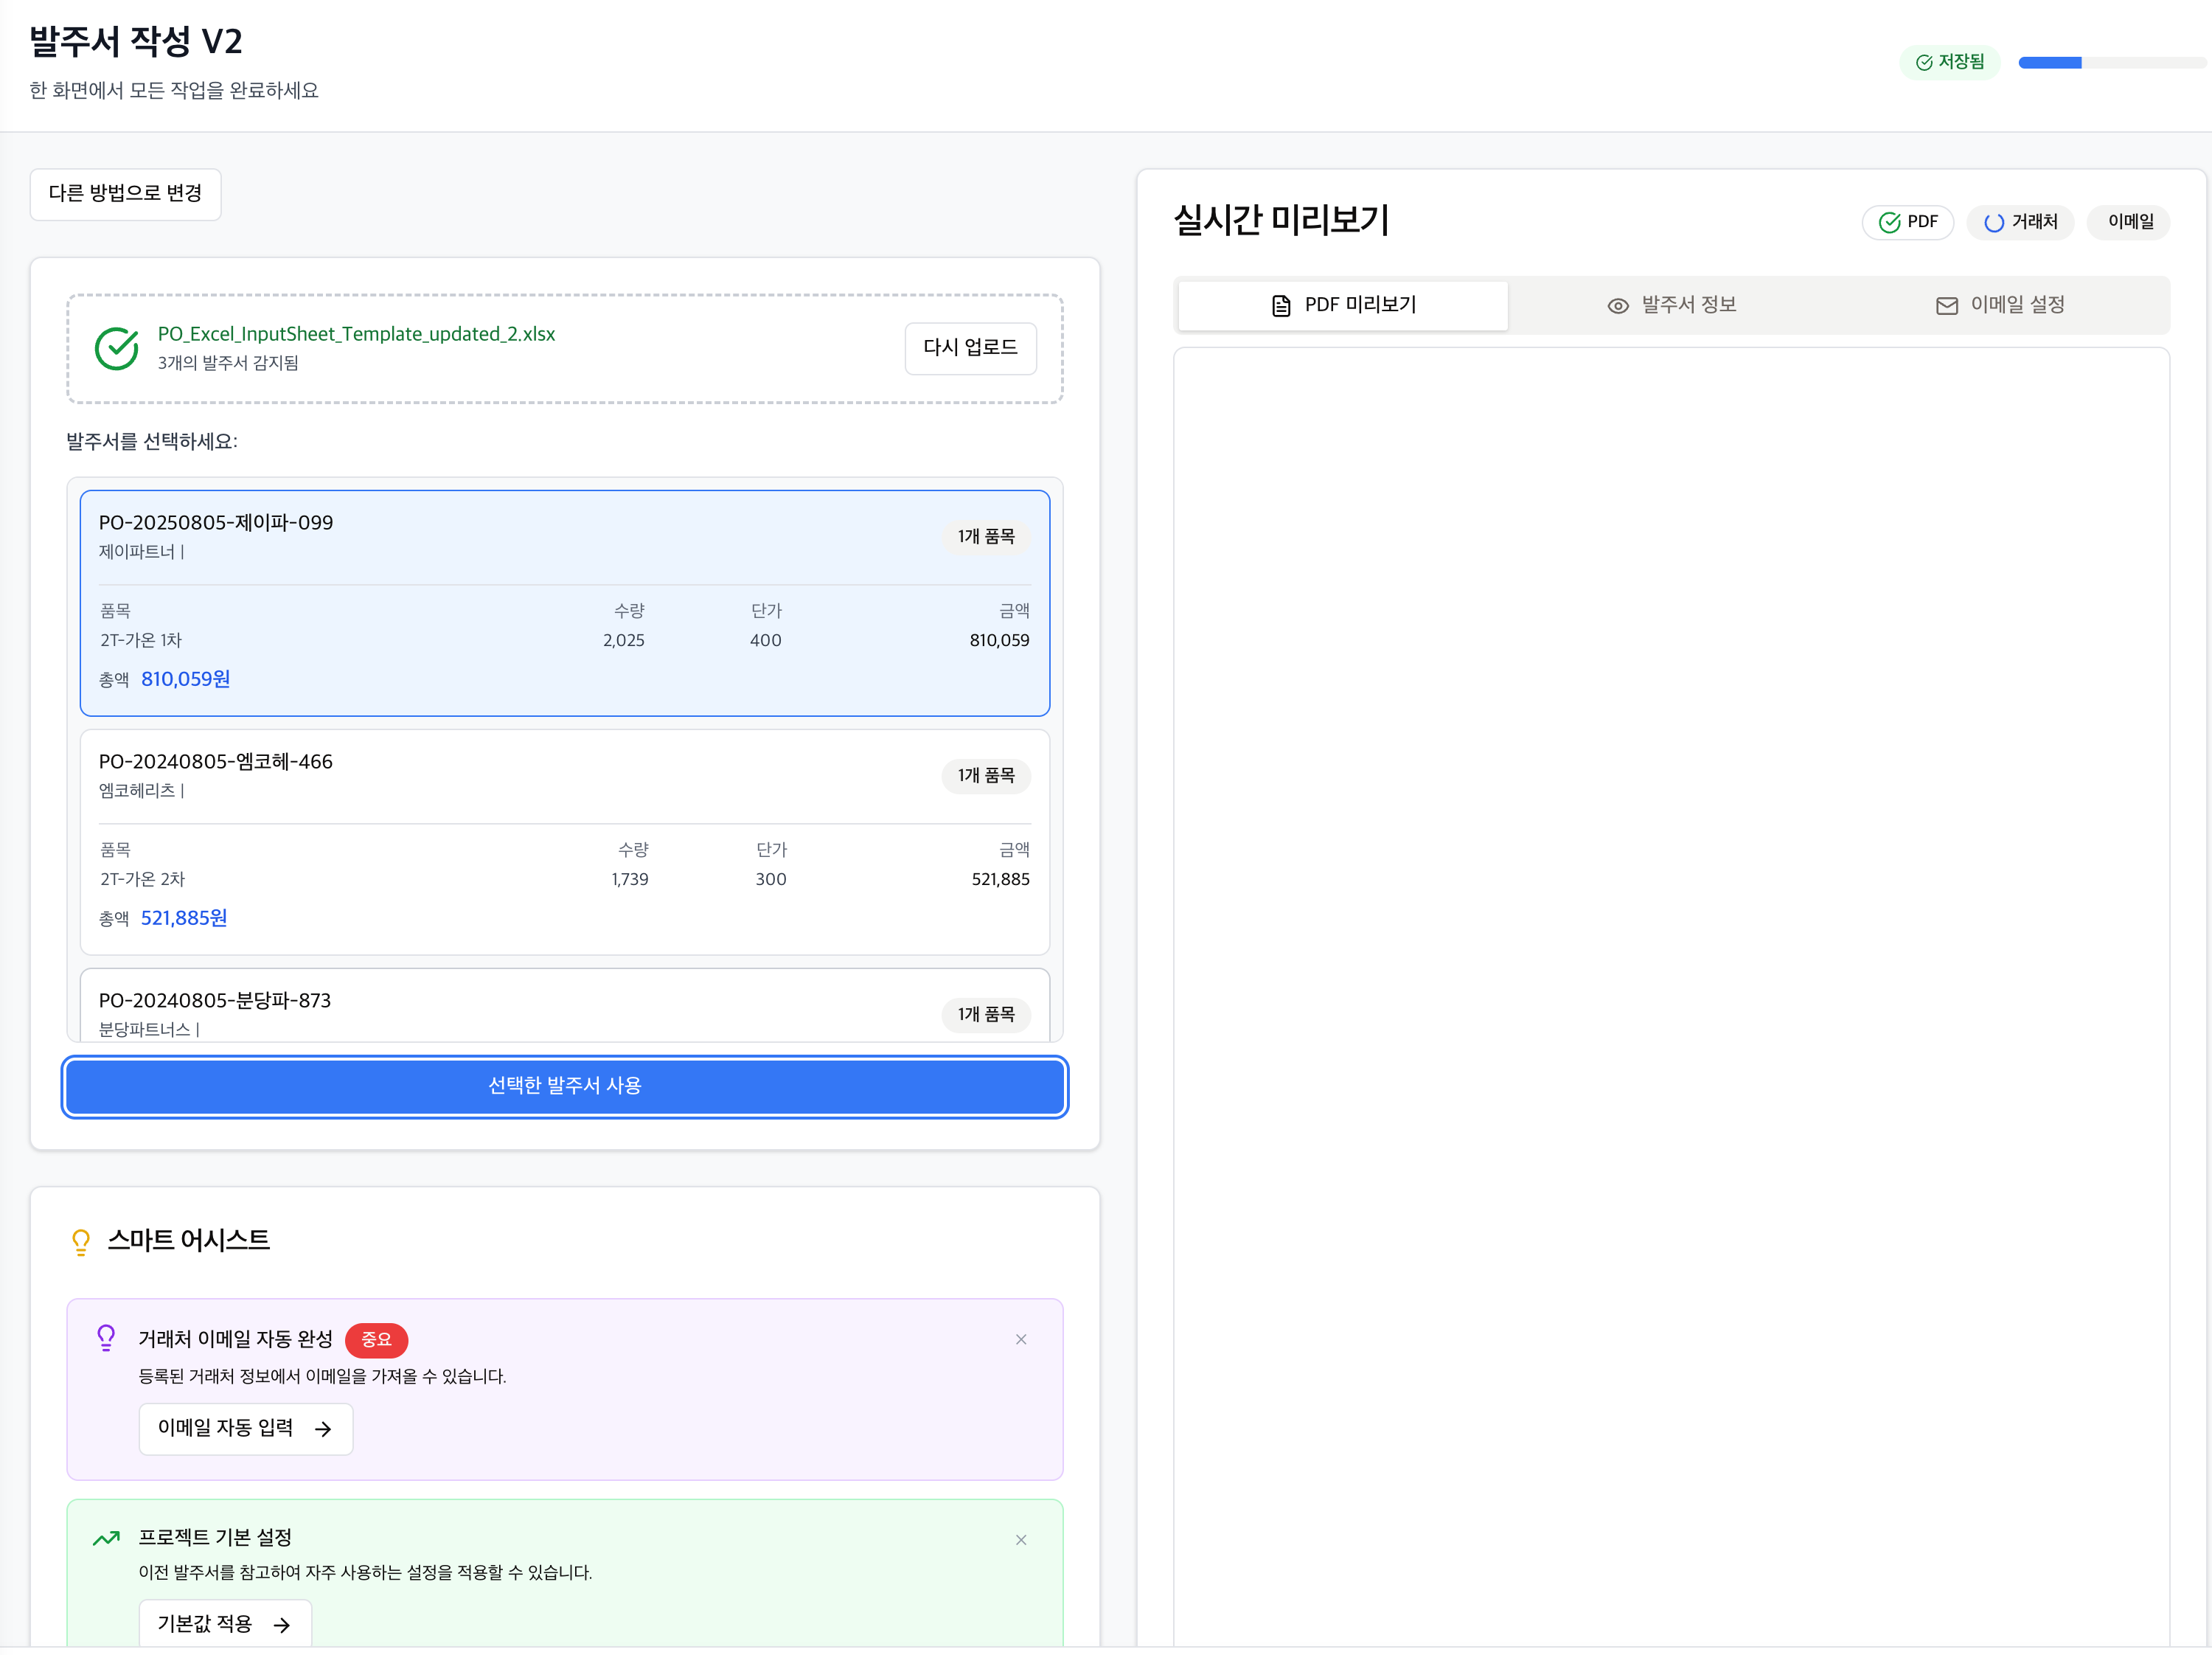 발주서 작성 V2
한 화면에서 모든 작업을 완료하세요
저장됨
다른 방법으로 변경
PO_Excel_InputSheet_Template_updated_2.xlsx
3개의 발주서 감지됨
다시 업로드
발주서를 선택하세요:
PO-20250805-제이파-099
제이파트너 |
1개 품목
품목 수량 단가 금액
2T-가온 1차 2,025 400 810,059
총액 810,059원
PO-20240805-엠코헤-466
엠코헤리츠 |
1개 품목
품목 수량 단가 금액
2T-가온 2차 1,739 300 521,885
총액 521,885원
PO-20240805-분당파-873
분당파트너스 |
1개 품목
선택한 발주서 사용
스마트 어시스트
거래처 이메일 자동 완성 중요
등록된 거래처 정보에서 이메일을 가져올 수 있습니다.
이메일 자동 입력 →
프로젝트 기본 설정
이전 발주서를 참고하여 자주 사용하는 설정을 적용할 수 있습니다.
기본값 적용 →
실시간 미리보기
PDF 거래처 이메일
PDF 미리보기 발주서 정보 이메일 설정